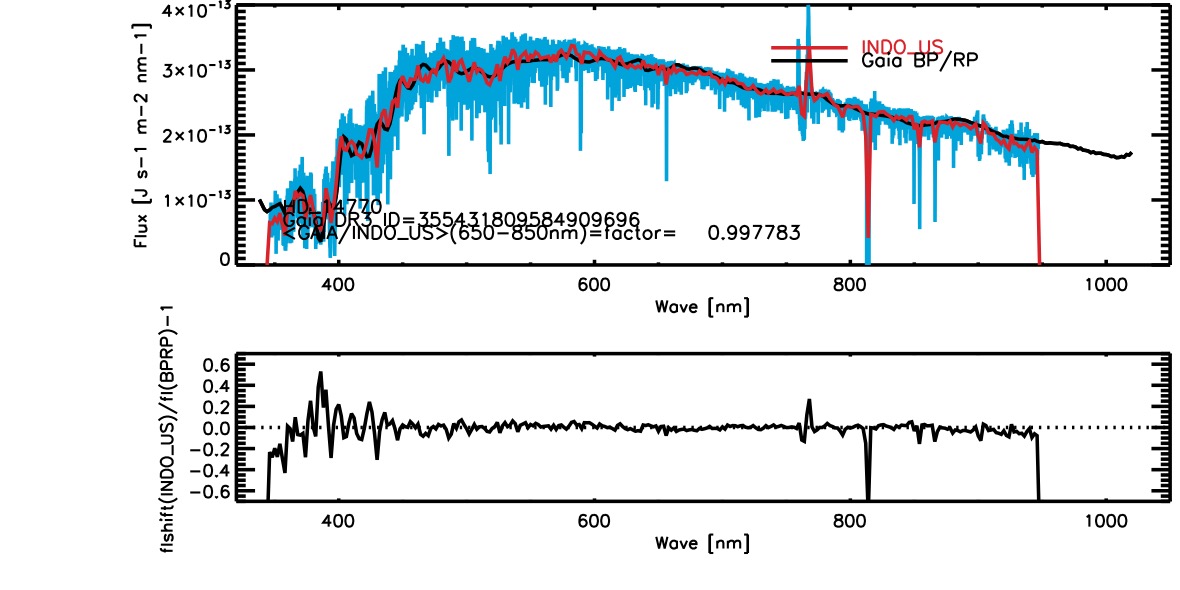 4×10−13
3×10−13
2×10−13
1×10−13
0
Flux [J s−1 m−2 nm−1]
INDO_US
Gaia BP/RP
HD_14770
Gaia DR3 ID=355431809584909696
<GAIA/INDO_US>(650−850nm)=factor= 0.997783
400 600 800 1000
Wave [nm]
flshift(INDO_US)/fl(BPRP)−1
0.6
0.4
0.2
0.0
−0.2
−0.4
−0.6
400 600 800 1000
Wave [nm]